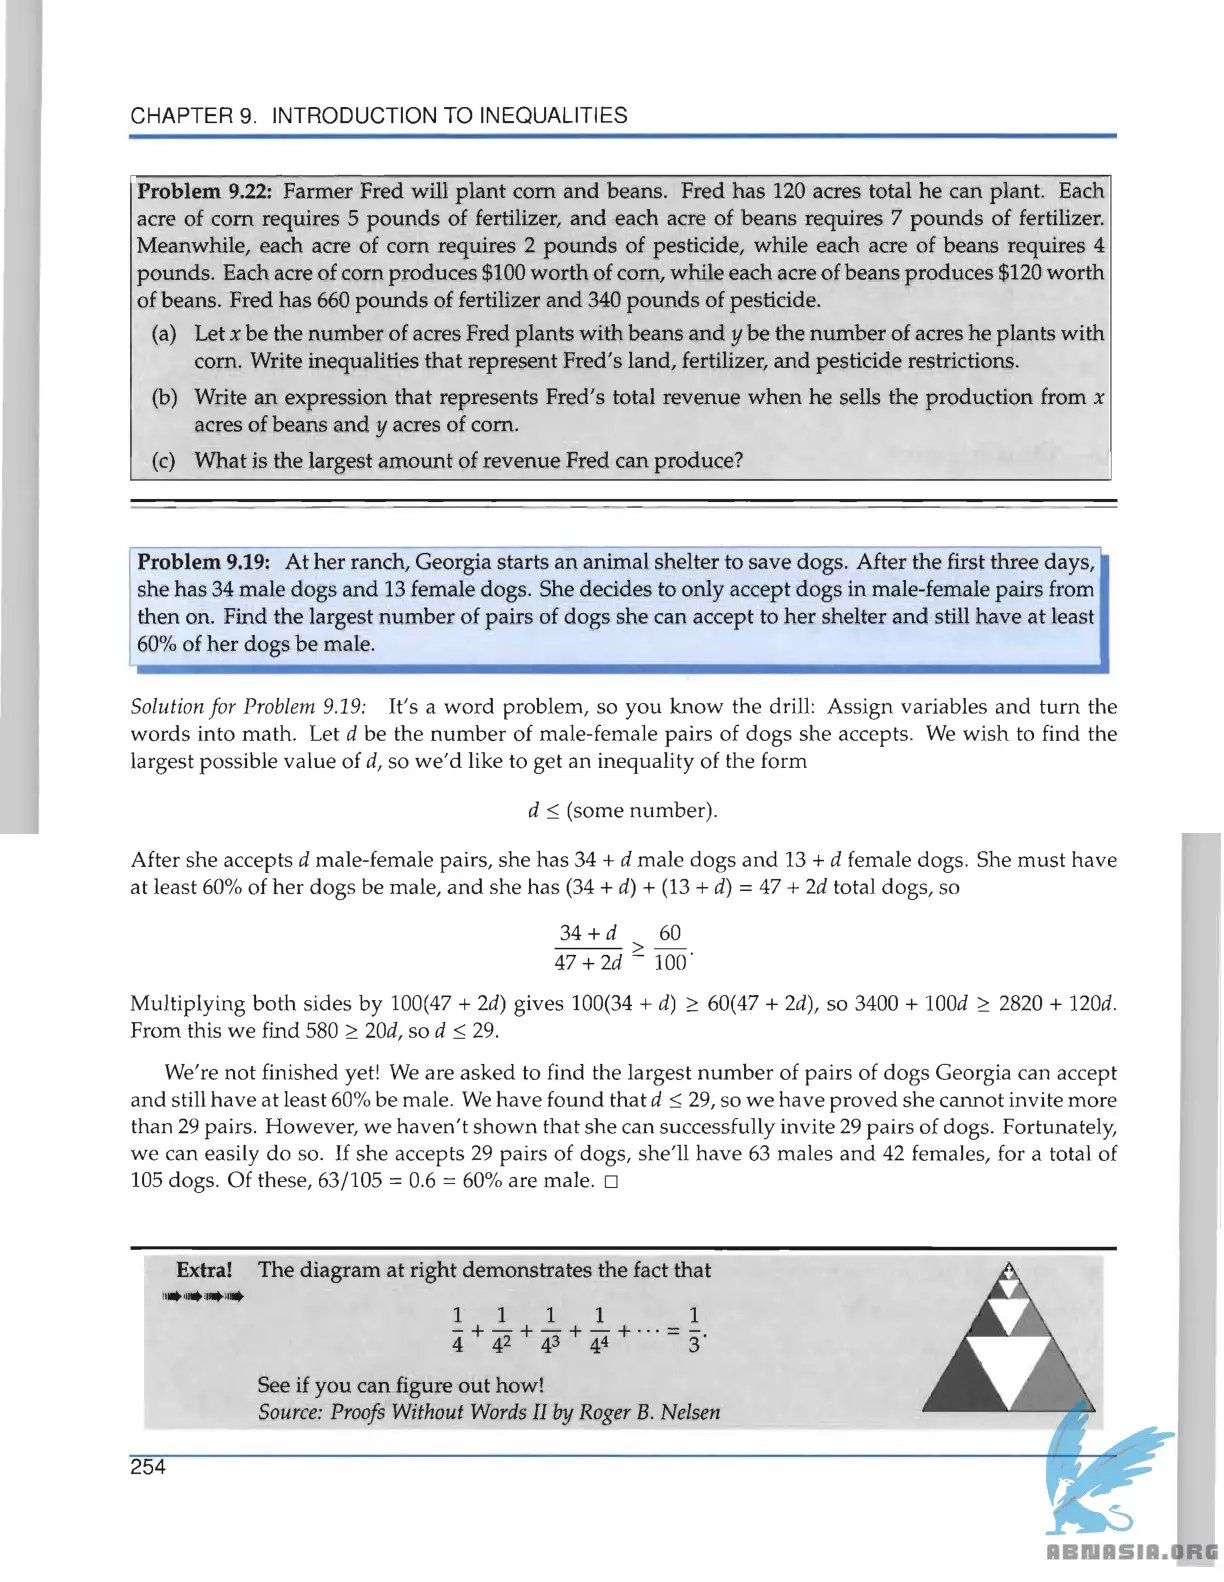 CHAPTER 9. INTRODUCTION TO INEQUALITIES
Problem 9.22: Farmer Fred will plant corn and beans. Fred has 120 acres total he can plant. Each
acre of corn requires 5 pounds of fertilizer, and each acre of beans requires 7 pounds of fertilizer.
Meanwhile, each acre of corn requires 2 pounds of pesticide, while each acre of beans requires 4
pounds. Each acre of corn produces $100 worth of corn, while each acre of beans produces $120 worth
of beans. Fred has 660 pounds of fertilizer and 340 pounds of pesticide.
(a) Let x be the number of acres Fred plants with beans and y be the number of acres he plants with
corn. Write inequalities that represent Fred's land, fertilizer, and pesticide restrictions.
(b) Write an expression that represents Fred's total revenue when he sells the production from x
acres of beans and y acres of corn.
(c) What is the largest amount of revenue Fred can produce?
Problem 9.19: At her ranch, Georgia starts an animal shelter to save dogs. After the first three days,
she has 34 male dogs and 13 female dogs. She decides to only accept dogs in male-female pairs from
then on. Find the largest number of pairs of dogs she can accept to her shelter and still have at least
60% of her dogs be male.
Solution for Problem 9.19: It's a word problem, so you know the drill: Assign variables and turn the
words into math. Let d be the number of male-female pairs of dogs she accepts. We wish to find the
largest possible value of d, so we'd like to get an inequality of the form
d ≤ (some number).
After she accepts d male-female pairs, she has 34 + d male dogs and 13 + d female dogs. She must have
at least 60% of her dogs be male, and she has (34 + d) + (13 + d) = 47 + 2d total dogs, so
34 + d / 47 + 2d ≥ 60 / 100.
Multiplying both sides by 100(47 + 2d) gives 100(34 + d) ≥ 60(47 + 2d), so 3400 + 100d ≥ 2820 + 120d.
From this we find 580 ≥ 20d, so d ≤ 29.
We're not finished yet! We are asked to find the largest number of pairs of dogs Georgia can accept
and still have at least 60% be male. We have found that d ≤ 29, so we have proved she cannot invite more
than 29 pairs. However, we haven't shown that she can successfully invite 29 pairs of dogs. Fortunately,
we can easily do so. If she accepts 29 pairs of dogs, she'll have 63 males and 42 females, for a total of
105 dogs. Of these, 63/105 = 0.6 = 60% are male. □
Extra! The diagram at right demonstrates the fact that
1/4 + 1/4² + 1/4³ + 1/4⁴ + ··· = 1/3.
See if you can figure out how!
Source: Proofs Without Words II by Roger B. Nelsen
254
ABMASIA.ORG